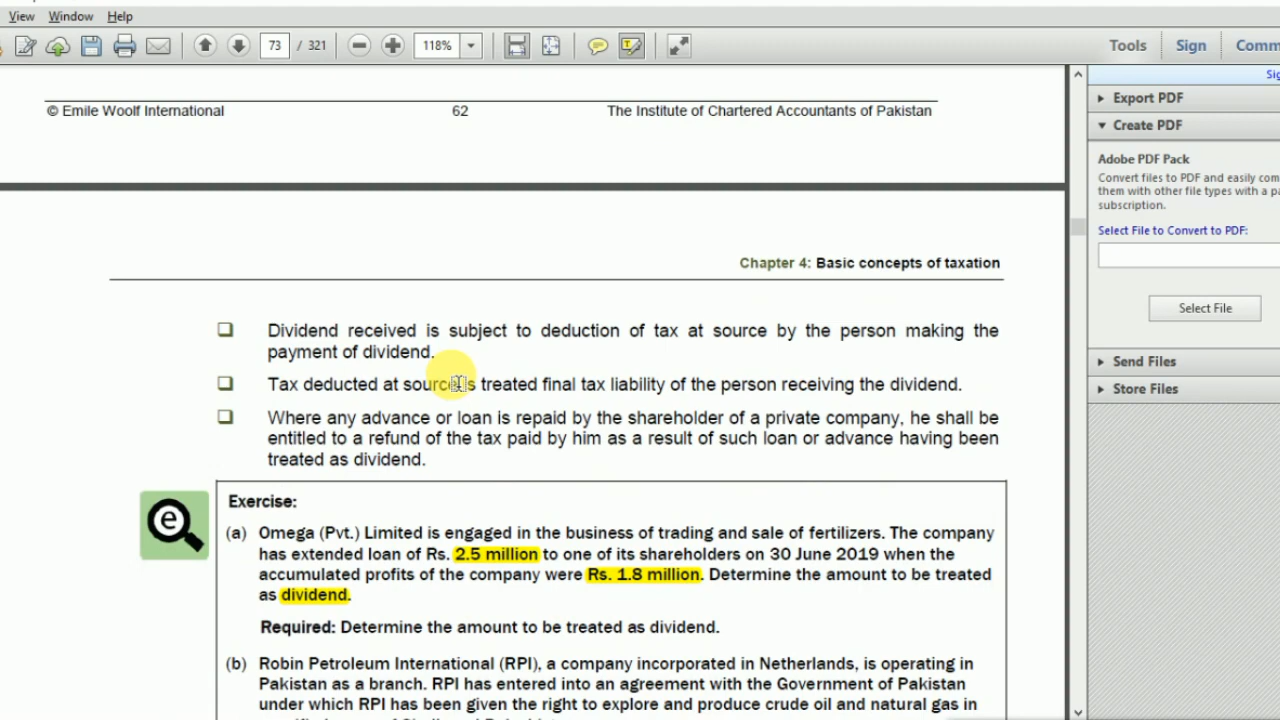 View Window Help
73 / 321 118% Tools Sign Comm
© Emile Woolf International 62 The Institute of Chartered Accountants of Pakistan
Chapter 4: Basic concepts of taxation
❑ Dividend received is subject to deduction of tax at source by the person making the
payment of dividend.
❑ Tax deducted at source is treated final tax liability of the person receiving the dividend.
❑ Where any advance or loan is repaid by the shareholder of a private company, he shall be
entitled to a refund of the tax paid by him as a result of such loan or advance having been
treated as dividend.
e
Exercise:
(a) Omega (Pvt.) Limited is engaged in the business of trading and sale of fertilizers. The company
has extended loan of Rs. 2.5 million to one of its shareholders on 30 June 2019 when the
accumulated profits of the company were Rs. 1.8 million. Determine the amount to be treated
as dividend.
Required: Determine the amount to be treated as dividend.
(b) Robin Petroleum International (RPI), a company incorporated in Netherlands, is operating in
Pakistan as a branch. RPI has entered into an agreement with the Government of Pakistan
under which RPI has been given the right to explore and produce crude oil and natural gas in
Sig
Export PDF
Create PDF
Adobe PDF Pack
Convert files to PDF and easily com
them with other file types with a pa
subscription.
Select File to Convert to PDF:
Select File
Send Files
Store Files